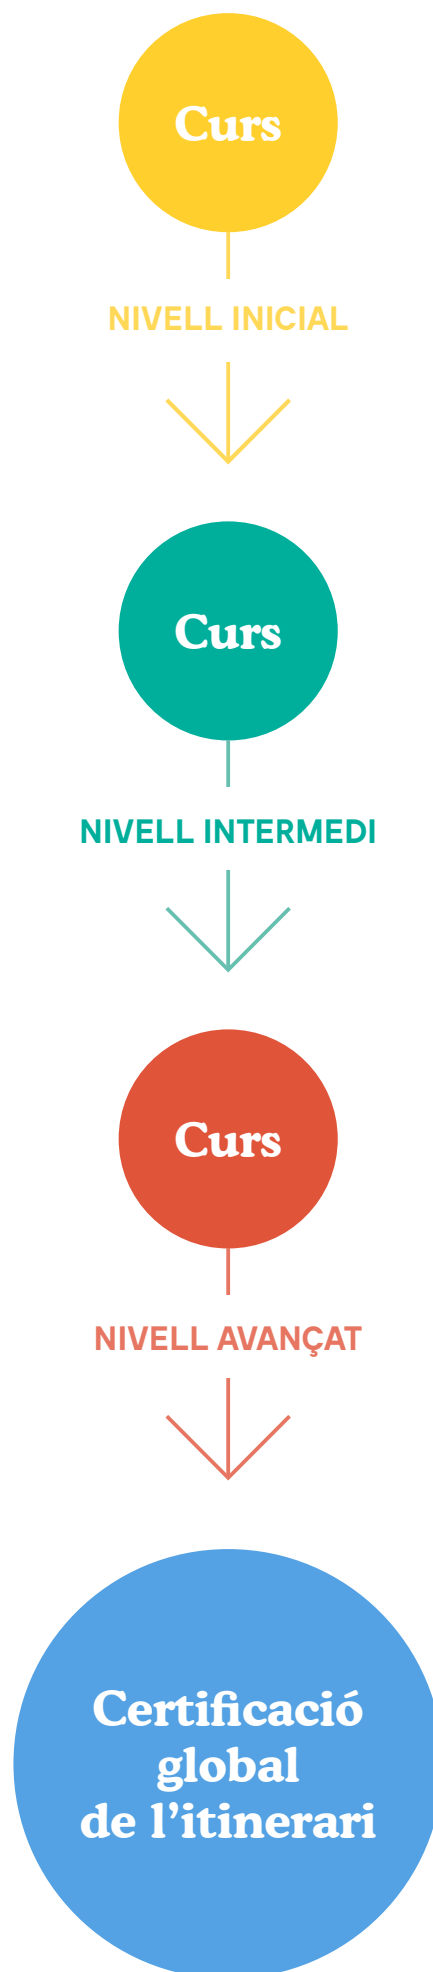 Curs
NIVELL INICIAL
Curs
NIVELL INTERMEDI
Curs
NIVELL AVANÇAT
Certificació
global
de l’itinerari